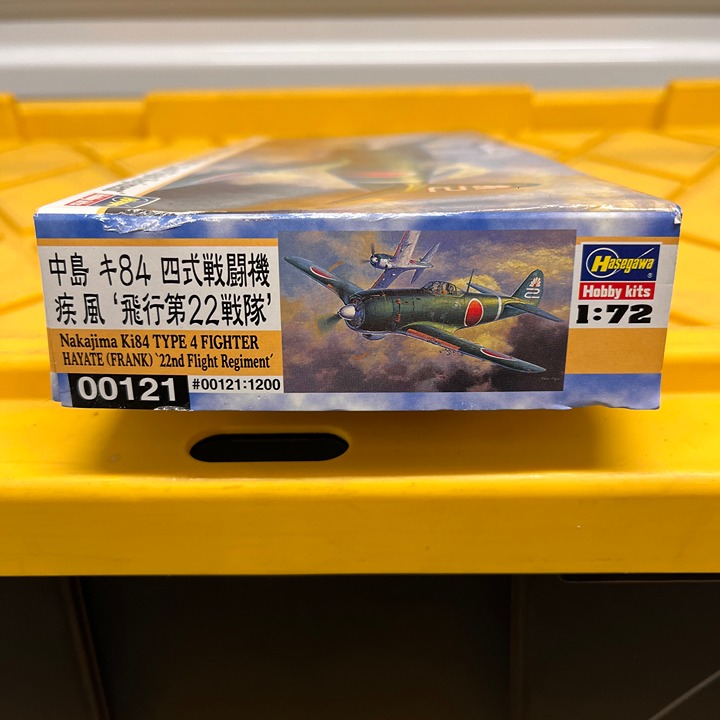 中島 キ84 四式戦闘機
疾風 '飛行第22戦隊'
Nakajima Ki84 TYPE 4 FIGHTER
HAYATE (FRANK) '22nd Flight Regiment'
00121 #00121:1200
Hasegawa
Hobby kits
1:72